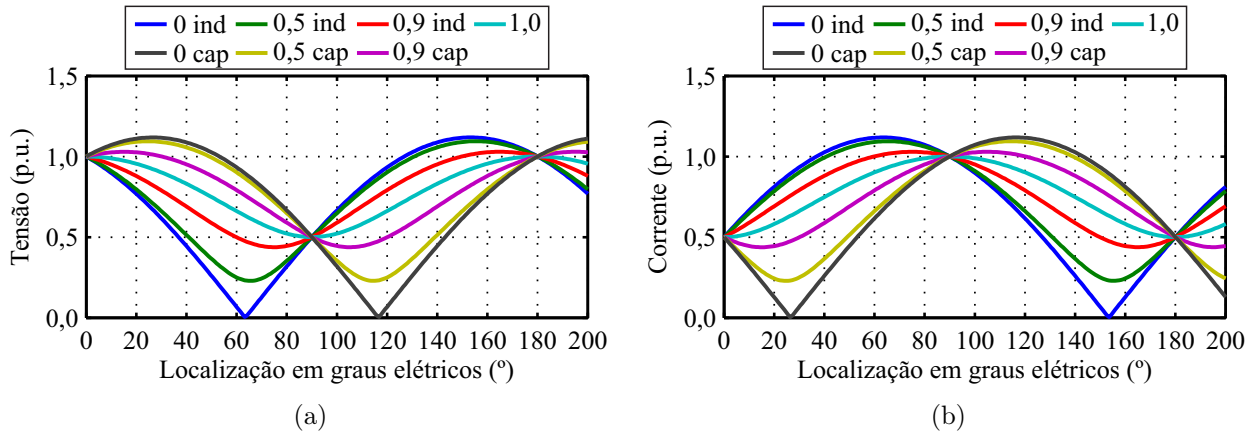 0 ind 0,5 ind 0,9 ind 1,0
0 cap 0,5 cap 0,9 cap
1,5
1,0
0,5
0,0
Tensão (p.u.)
0 20 40 60 80 100 120 140 160 180 200
Localização em graus elétricos (º)
(a)
0 ind 0,5 ind 0,9 ind 1,0
0 cap 0,5 cap 0,9 cap
1,5
1,0
0,5
0,0
Corrente (p.u.)
0 20 40 60 80 100 120 140 160 180 200
Localização em graus elétricos (º)
(b)